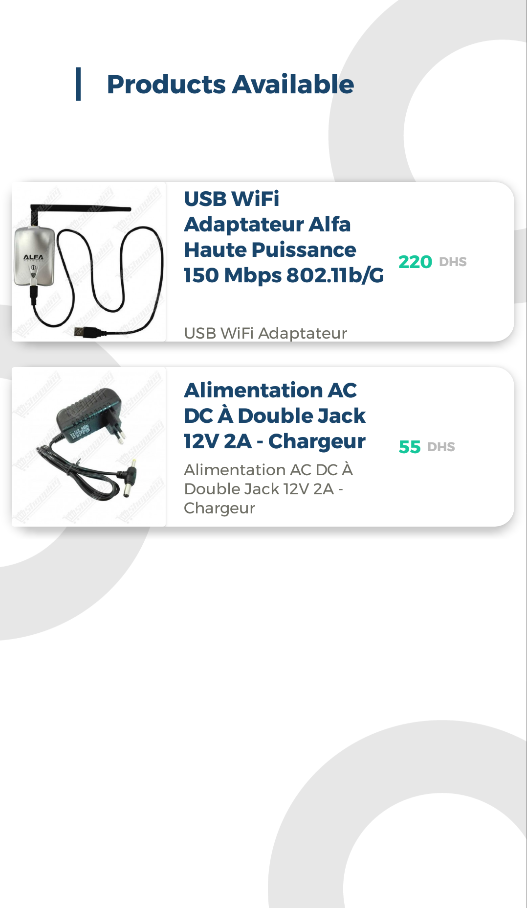 Products Available
USB WiFi
Adaptateur Alfa
Haute Puissance
150 Mbps 802.11b/G
220 DHS
USB WiFi Adaptateur
ALFA
Alimentation AC
DC À Double Jack
12V 2A - Chargeur
55 DHS
Alimentation AC DC À
Double Jack 12V 2A -
Chargeur